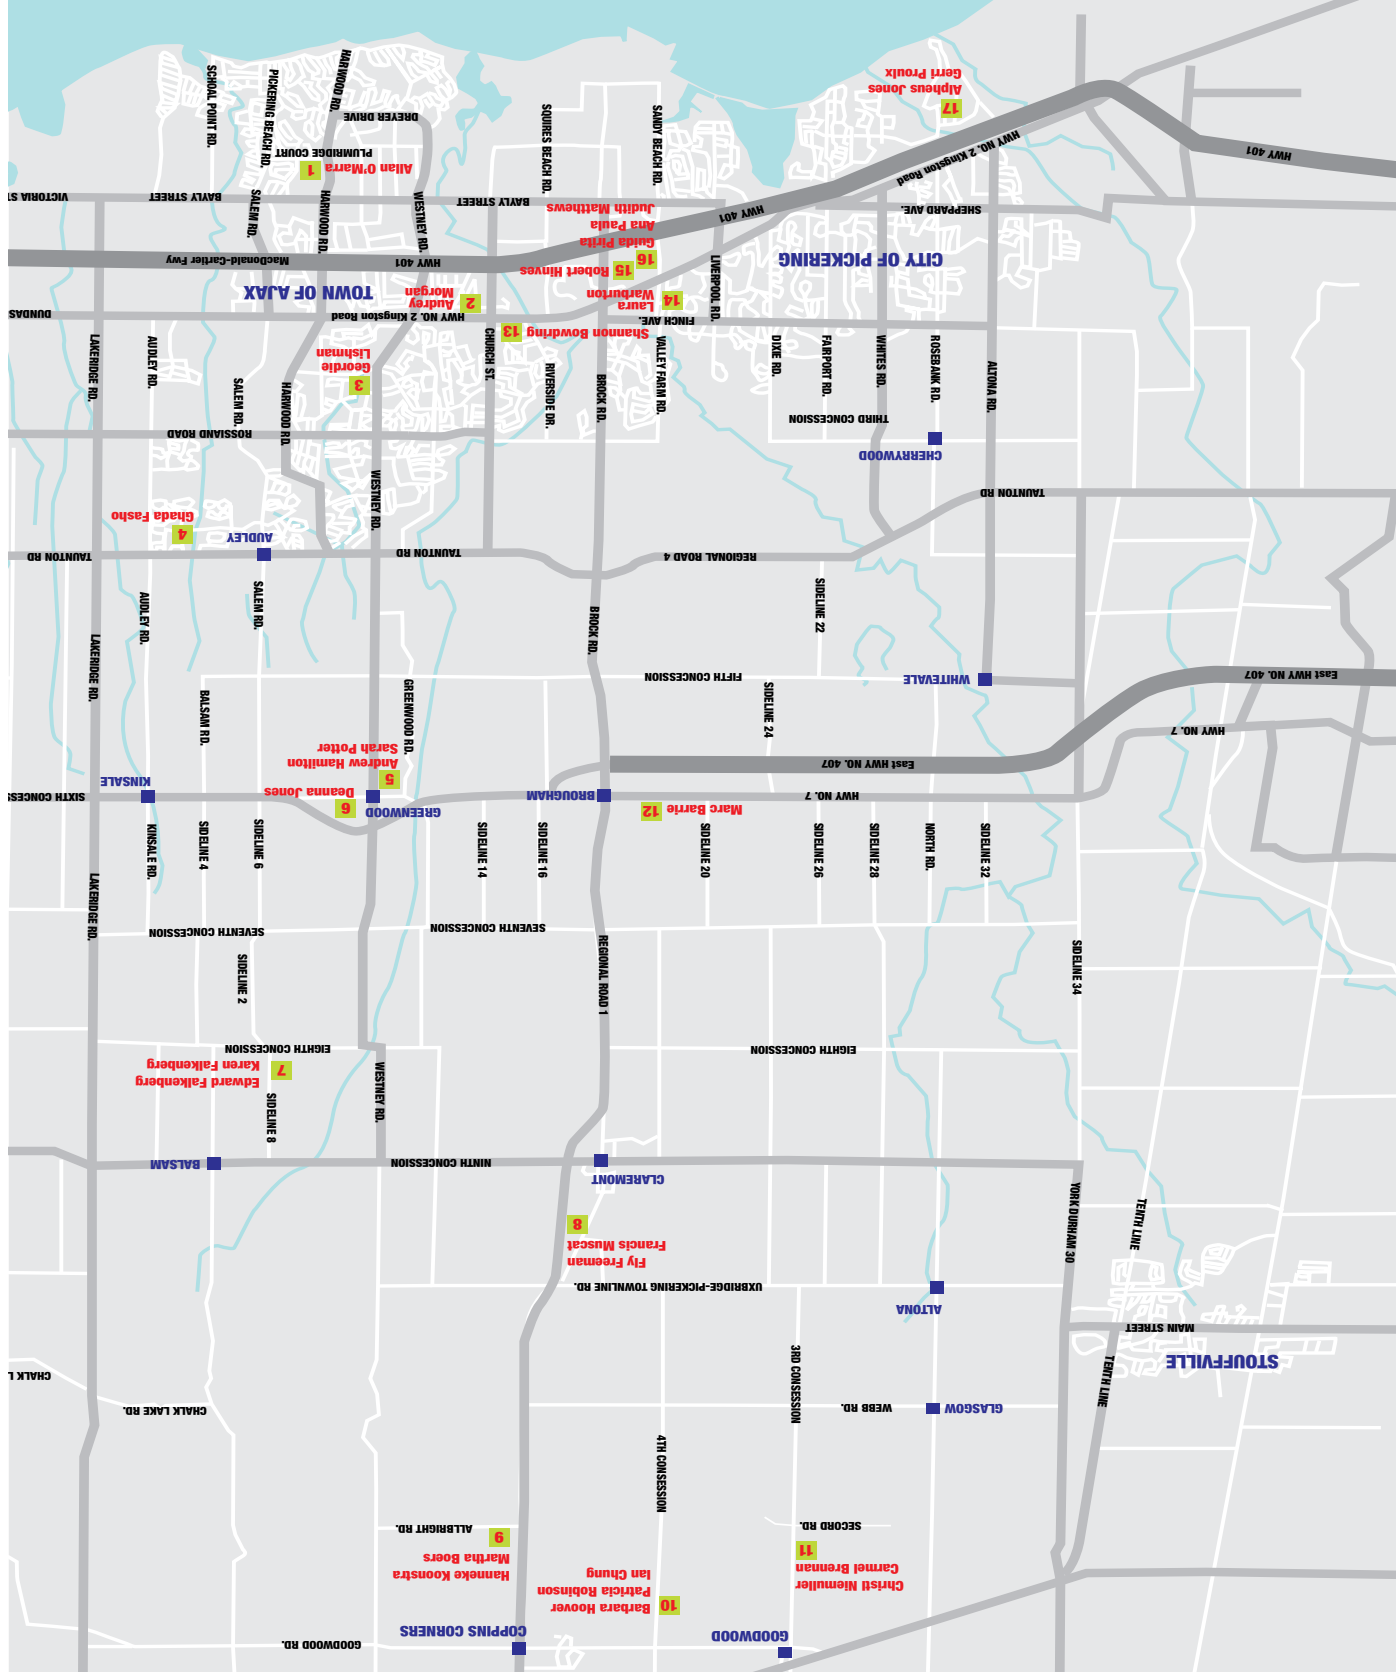 GOODWOOD RD.
COPPINS CORNERS
GOODWOOD
10
Barbara Hoover
Patricia Robinson
Ian Chung
Christi Niemuller
Carmel Brennan
11
Hanneke Koonstra
Martha Boers
9
ALLBRIGHT RD.
SECORD RD.
4TH CONSESSION
3RD CONSESSION
WEBB RD.
GLASGOW
CHALK LAKE RD.
CHALK L
TENTH LINE
STOUFFVILLE
MAIN STREET
ALTONA
UXBRIDGE-PICKERING TOWNLINE RD.
Fly Freeman
Francis Muscat
8
YORK DURHAM 30
TENTH LINE
CLAREMONT
NINTH CONCESSION
BALSAM
SIDELINE 8
WESTNEY RD.
Edward Falkenberg
Karen Falkenberg
7
EIGHTH CONCESSION
EIGHTH CONCESSION
SIDELINE 2
REGIONAL ROAD 1
SIDELINE 34
SEVENTH CONCESSION
SEVENTH CONCESSION
LAKERIDGE RD.
KINSALE RD.
SIDELINE 4
SIDELINE 6
SIDELINE 14
SIDELINE 16
SIDELINE 20
SIDELINE 26
SIDELINE 28
NORTH RD.
SIDELINE 32
12
Marc Barrie
GREENWOOD
6
Deanna Jones
SIXTH CONCESS
KINSALE
BROUGHAM
HWY NO. 7
5
Andrew Hamilton
Sarah Potter
East HWY NO. 407
HWY NO. 7
BALSAM RD.
GREENWOOD RD.
SIDELINE 24
East HWY NO. 407
WHITEVALE
FIFTH CONCESSION
LAKERIDGE RD.
AUDLEY RD.
SALEM RD.
BROCK RD.
SIDELINE 22
TAUNTON RD
TAUNTON RD
REGIONAL ROAD 4
AUDLEY
4
Ghada Fasho
WESTNEY RD.
TAUNTON RD
CHERRYWOOD
ROSSLAND ROAD
THIRD CONCESSION
LAKERIDGE RD.
AUDLEY RD.
SALEM RD.
HARWOOD RD.
3
Geordie
Lishman
CHURCH ST.
RIVERSIDE DR.
BROCK RD.
VALLEY FARM RD.
DIXIE RD.
FAIRPORT RD.
WHITES RD.
ROSEBANK RD.
ALTONA RD.
13
Shannon Bowdring
FINCH AVE.
DUNDAS
HWY NO. 2 Kingston Road
2
Audrey
Morgan
14
Laura
Warburton
LIVERPOOL RD.
TOWN OF AJAX
15
Robert Hinves
16
Guida Pirita
Ana Paula
Judith Matthews
CITY OF PICKERING
MacDonald-Cartier Fwy
HWY 401
HWY 401
SHEPPARD AVE.
VICTORIA ST
BAYLY STREET
BAYLY STREET
SALEM RD.
HARWOOD RD.
WESTNEY RD.
1
Allan O'Marra
PLUMRIDGE COURT
HWY NO. 2 Kingston Road
HWY 401
SQUIRES BEACH RD.
SANDY BEACH RD.
DREYER DRIVE
17
Alpheus Jones
Gerri Proulx
SCHOAL POINT RD.
PICKERING BEACH RD.
HARWOOD RD.
LAKERIDGE RD.